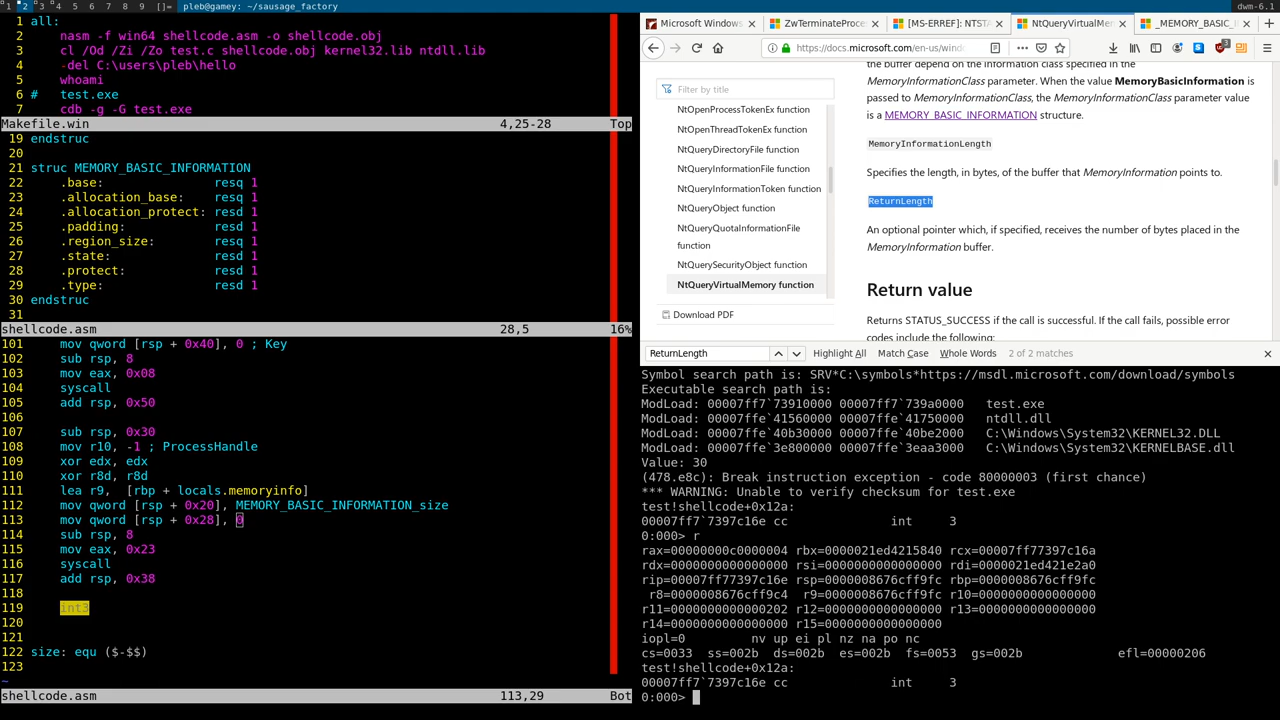 1 2 3 4 5 6 7 8 9 []= pleb@gamey: ~/sausage_factory dwm-6.1
1 all:
2 nasm -f win64 shellcode.asm -o shellcode.obj
3 cl /Od /Zi /Zo test.c shellcode.obj kernel32.lib ntdll.lib
4 -del C:\users\pleb\hello
5 whoami
6 # test.exe
7 cdb -g -G test.exe
Makefile.win 4,25-28 Top
19 endstruc
20
21 struc MEMORY_BASIC_INFORMATION
22 .base: resq 1
23 .allocation_base: resq 1
24 .allocation_protect: resd 1
25 .padding: resd 1
26 .region_size: resq 1
27 .state: resd 1
28 .protect: resd 1
29 .type: resd 1
30 endstruc
31
shellcode.asm 28,5 16%
101 mov qword [rsp + 0x40], 0 ; Key
102 sub rsp, 8
103 mov eax, 0x08
104 syscall
105 add rsp, 0x50
106
107 sub rsp, 0x30
108 mov r10, -1 ; ProcessHandle
109 xor edx, edx
110 xor r8d, r8d
111 lea r9, [rbp + locals.memoryinfo]
112 mov qword [rsp + 0x20], MEMORY_BASIC_INFORMATION_size
113 mov qword [rsp + 0x28], 0
114 sub rsp, 8
115 mov eax, 0x23
116 syscall
117 add rsp, 0x38
118
119 int3
120
121
122 size: equ ($-$$)
123
~
shellcode.asm 113,29 Bot
Microsoft Windows ZwTerminateProce [MS-ERREF]: NTSTA NtQueryVirtualMem _MEMORY_BASIC_I
https://docs.microsoft.com/en-us/wind
3
Filter by title
NtOpenProcessTokenEx function
NtOpenThreadTokenEx function
NtQueryDirectoryFile function
NtQueryInformationFile function
NtQueryInformationToken function
NtQueryObject function
NtQueryQuotaInformationFile
function
NtQuerySecurityObject function
NtQueryVirtualMemory function
Download PDF
the buffer depend on the information class specified in the
MemoryInformationClass parameter. When the value MemoryBasicInformation is
passed to MemoryInformationClass, the MemoryInformationClass parameter value
is a MEMORY_BASIC_INFORMATION structure.
MemoryInformationLength
Specifies the length, in bytes, of the buffer that MemoryInformation points to.
ReturnLength
An optional pointer which, if specified, receives the number of bytes placed in the
MemoryInformation buffer.
Return value
Returns STATUS_SUCCESS if the call is successful. If the call fails, possible error
codes include the following:
ReturnLength Highlight All Match Case Whole Words 2 of 2 matches
Symbol search path is: SRV*C:\symbols*https://msdl.microsoft.com/download/symbols
Executable search path is:
ModLoad: 00007ff7`73910000 00007ff7`739a0000 test.exe
ModLoad: 00007ffe`41560000 00007ffe`41750000 ntdll.dll
ModLoad: 00007ffe`40b30000 00007ffe`40be2000 C:\Windows\System32\KERNEL32.DLL
ModLoad: 00007ffe`3e800000 00007ffe`3eaa3000 C:\Windows\System32\KERNELBASE.dll
Value: 30
(478.e8c): Break instruction exception - code 80000003 (first chance)
*** WARNING: Unable to verify checksum for test.exe
test!shellcode+0x12a:
00007ff7`7397c16e cc int 3
0:000> r
rax=00000000c0000004 rbx=0000021ed4215840 rcx=00007ff77397c16a
rdx=0000000000000000 rsi=0000000000000000 rdi=0000021ed421e2a0
rip=00007ff77397c16e rsp=0000008676cff9fc rbp=0000008676cff9fc
r8=0000008676cff9c4 r9=0000008676cff9fc r10=0000000000000000
r11=0000000000000202 r12=0000000000000000 r13=0000000000000000
r14=0000000000000000 r15=0000000000000000
iopl=0 nv up ei pl nz na po nc
cs=0033 ss=002b ds=002b es=002b fs=0053 gs=002b efl=00000206
test!shellcode+0x12a:
00007ff7`7397c16e cc int 3
0:000>